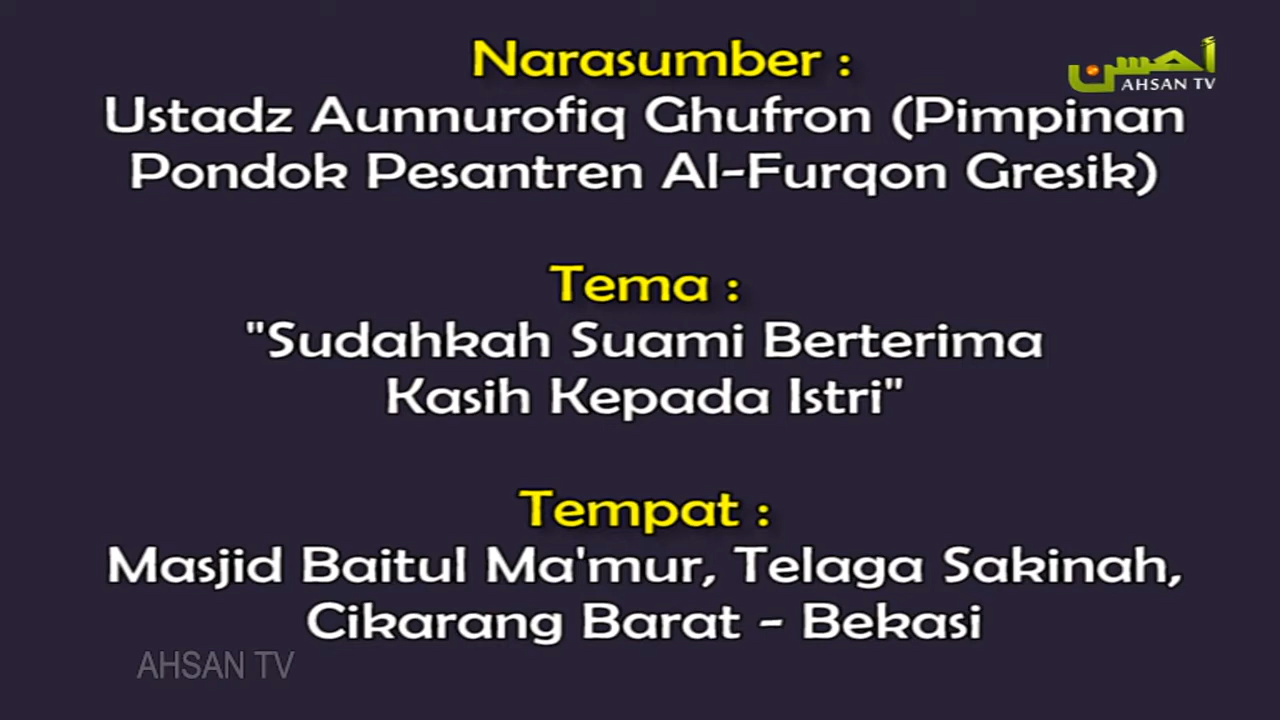 Narasumber :
أحسن
AHSAN TV
Ustadz Aunnurofiq Ghufron (Pimpinan
Pondok Pesantren Al-Furqon Gresik)
Tema :
"Sudahkah Suami Berterima
Kasih Kepada Istri"
Tempat :
Masjid Baitul Ma'mur, Telaga Sakinah,
Cikarang Barat - Bekasi
AHSAN TV